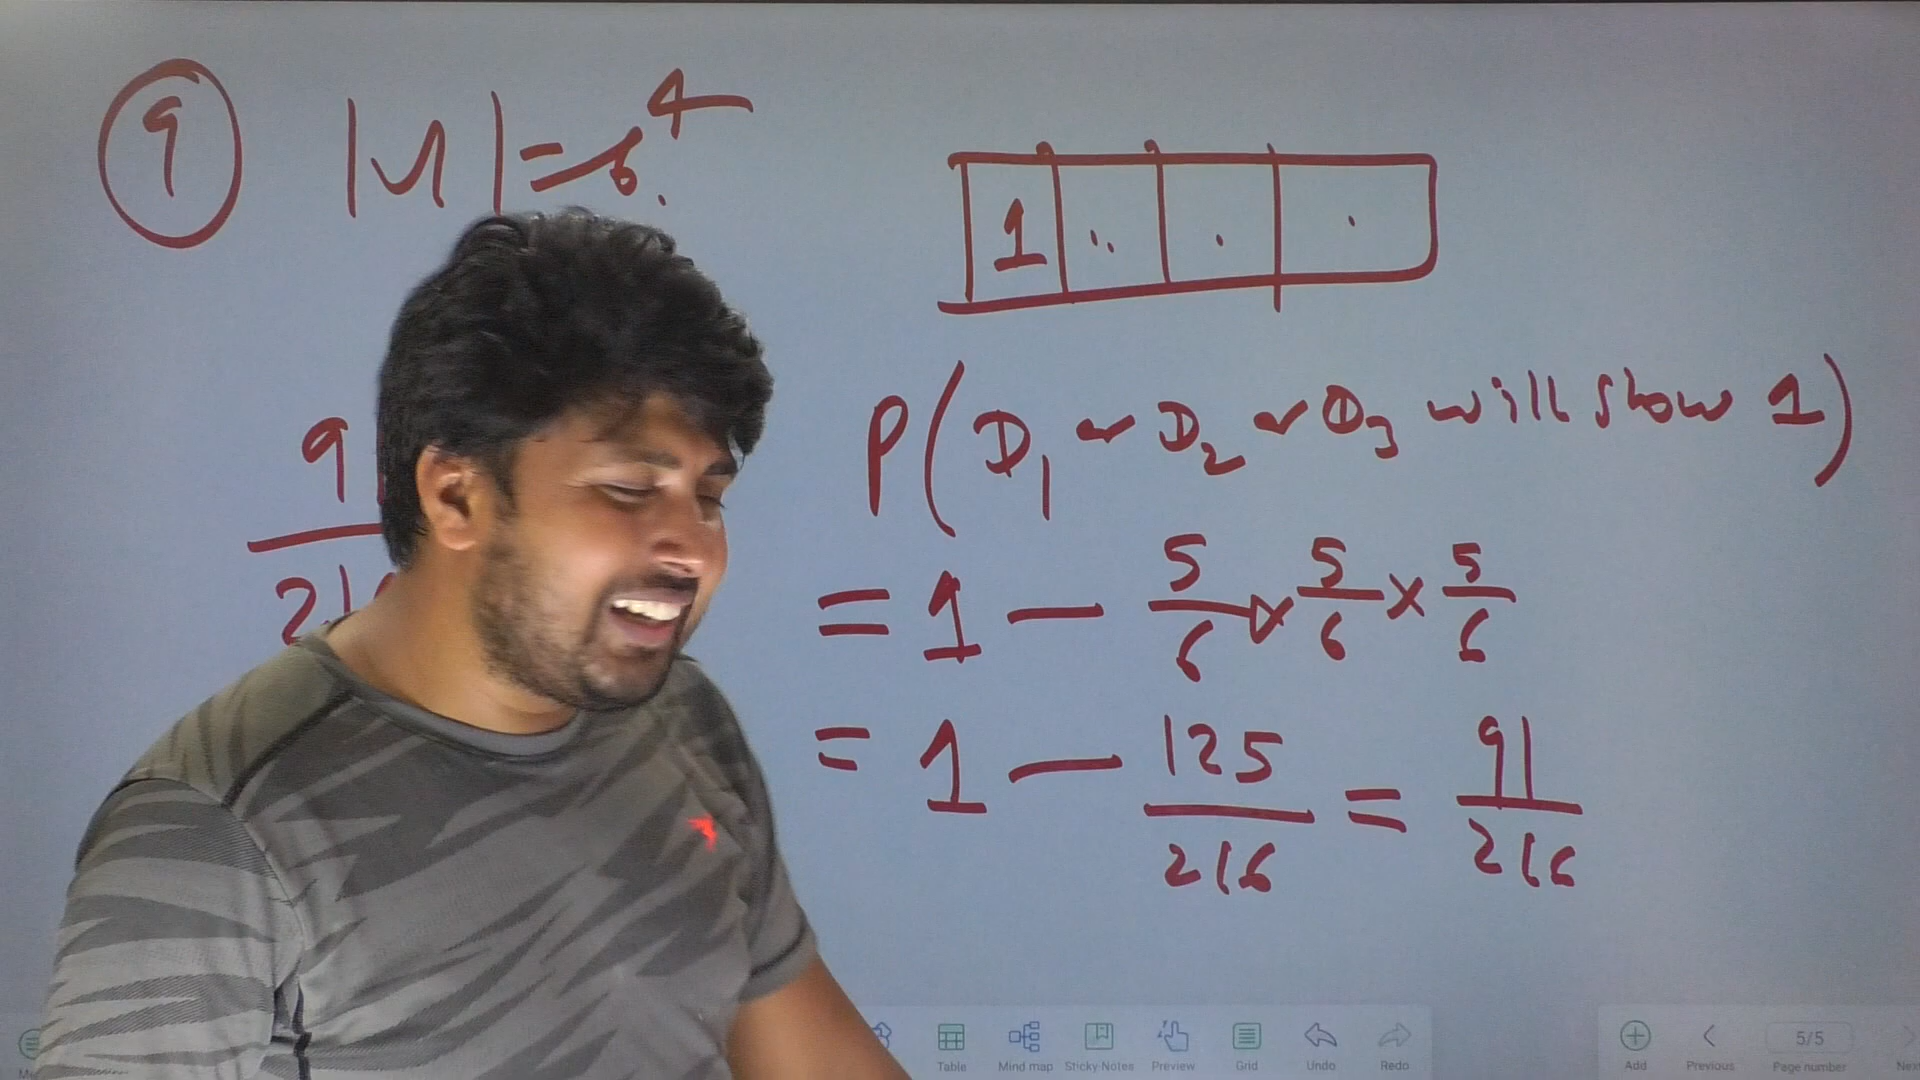 9
|U| = 6^4
1
P(D1 or D2 or D3 will show 1)
9
21
= 1 - 5/6 × 5/6 × 5/6
= 1 - 125/216 = 91/216
Table Mind map Sticky Notes Preview Grid Undo Redo
Add Previous 5/5 Page number